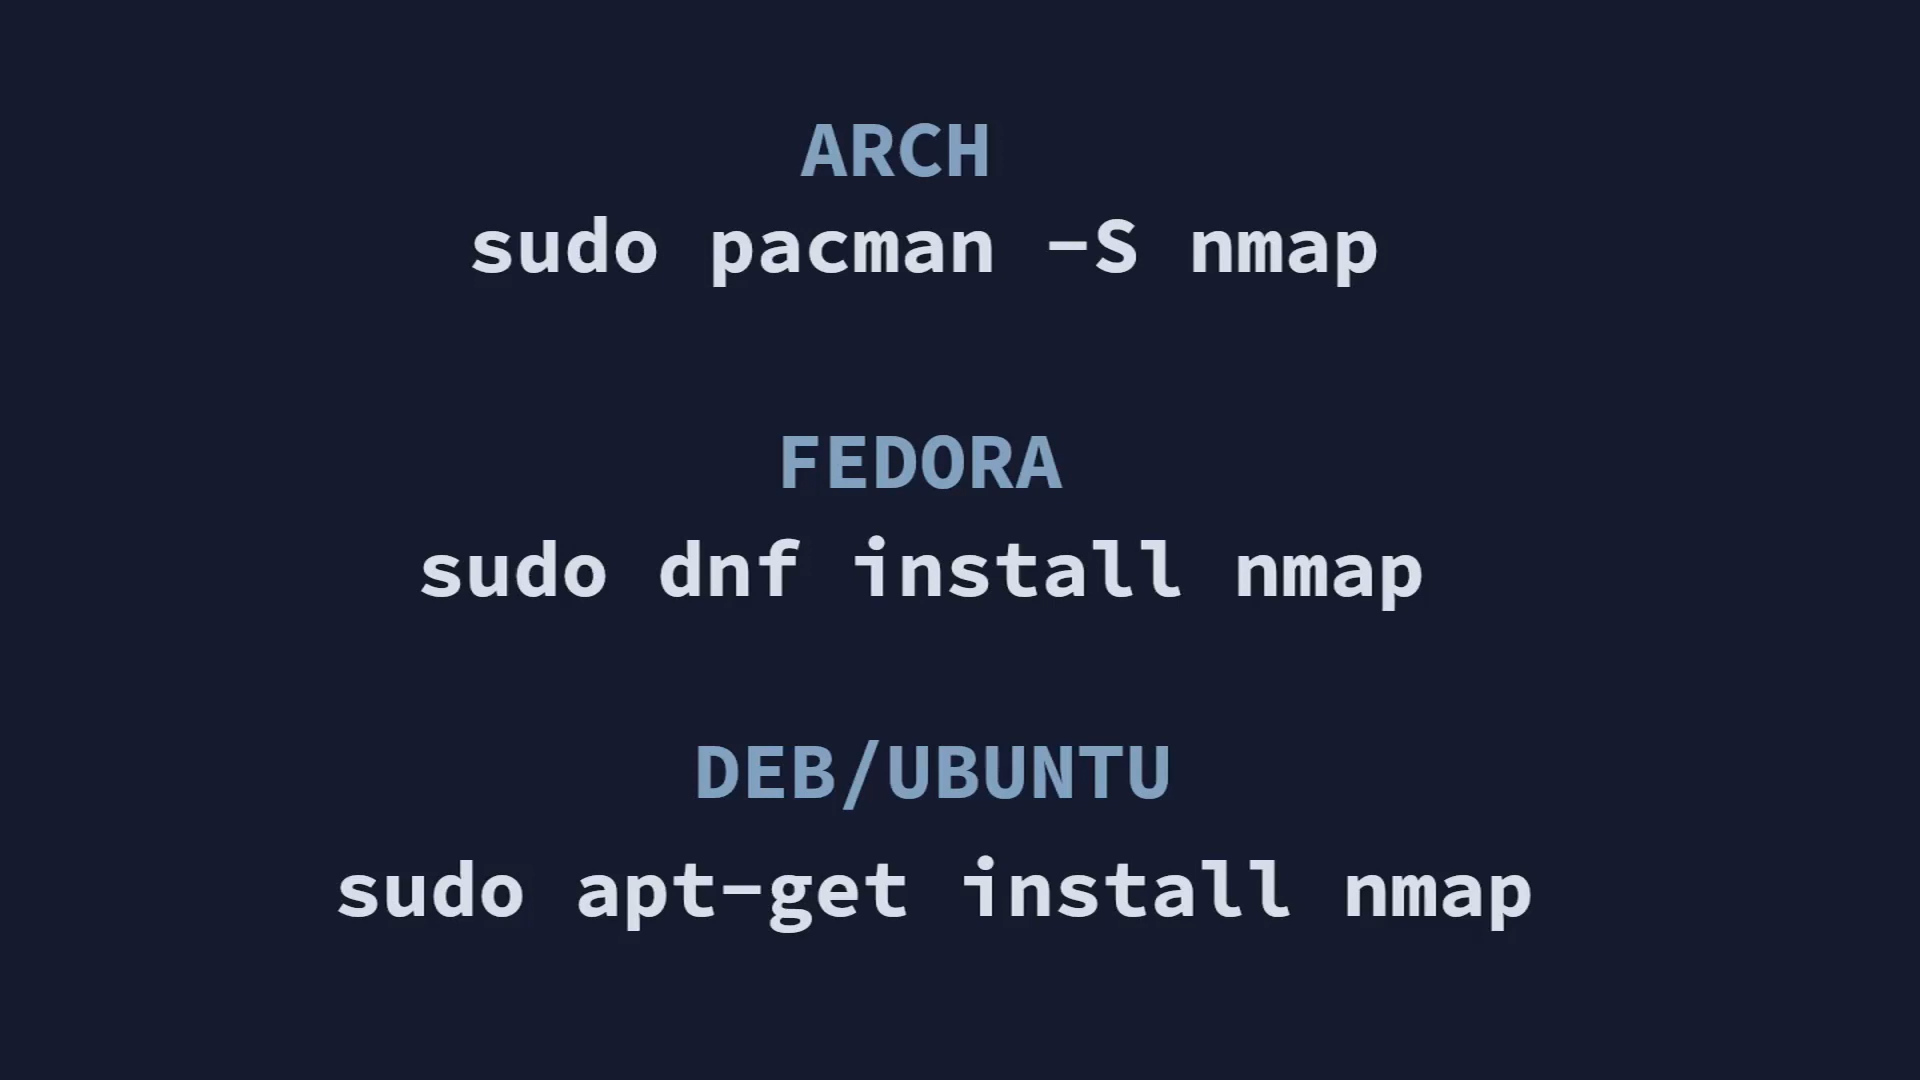 ARCH
sudo pacman -S nmap
FEDORA
sudo dnf install nmap
DEB/UBUNTU
sudo apt-get install nmap